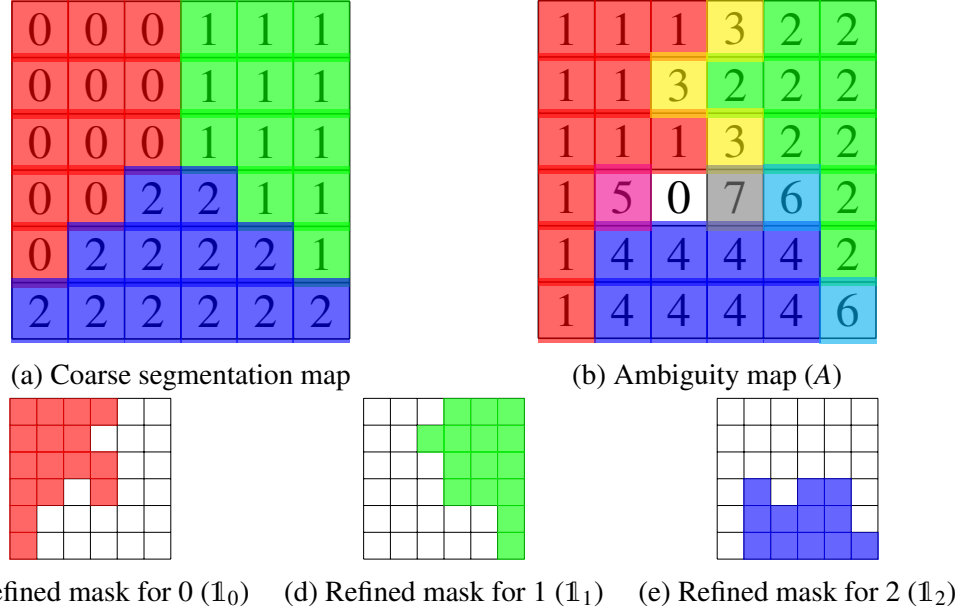 0 0 0 1 1 1
0 0 0 1 1 1
0 0 0 1 1 1
0 0 2 2 1 1
0 2 2 2 2 1
2 2 2 2 2 2
(a) Coarse segmentation map
1 1 1 3 2 2
1 1 3 2 2 2
1 1 1 3 2 2
1 5 0 7 6 2
1 4 4 4 4 2
1 4 4 4 4 6
(b) Ambiguity map (A)
efined mask for 0 (𝟙₀)
(d) Refined mask for 1 (𝟙₁)
(e) Refined mask for 2 (𝟙₂)